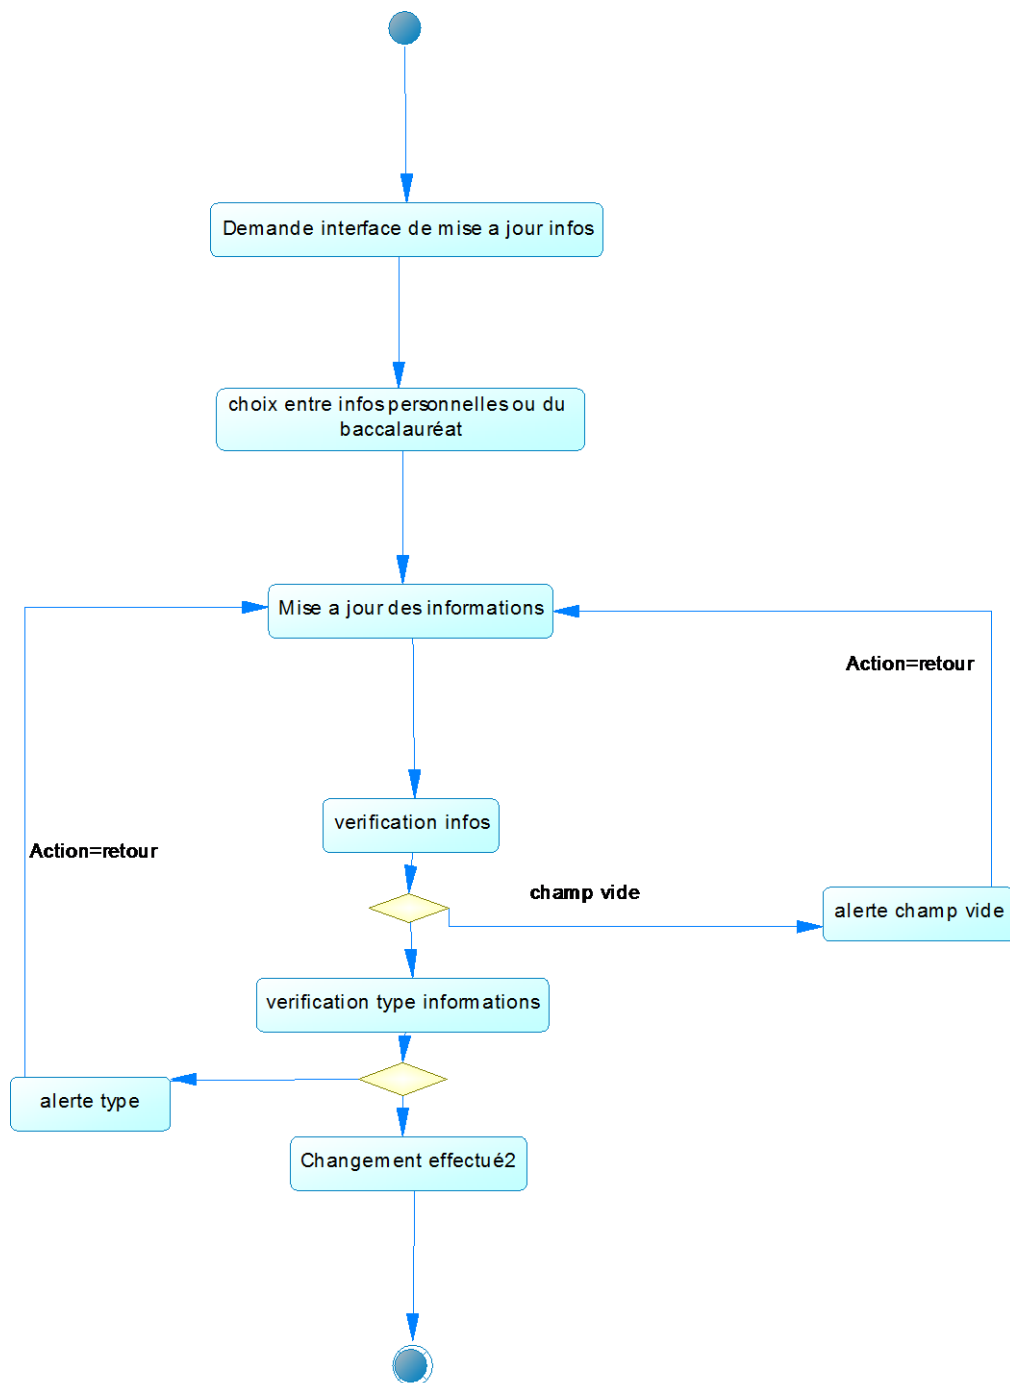 Demande interface de mise a jour infos
choix entre infos personnelles ou du
baccalauréat
Mise a jour des informations
Action=retour
verification infos
Action=retour
champ vide
alerte champ vide
verification type informations
alerte type
Changement effectué2